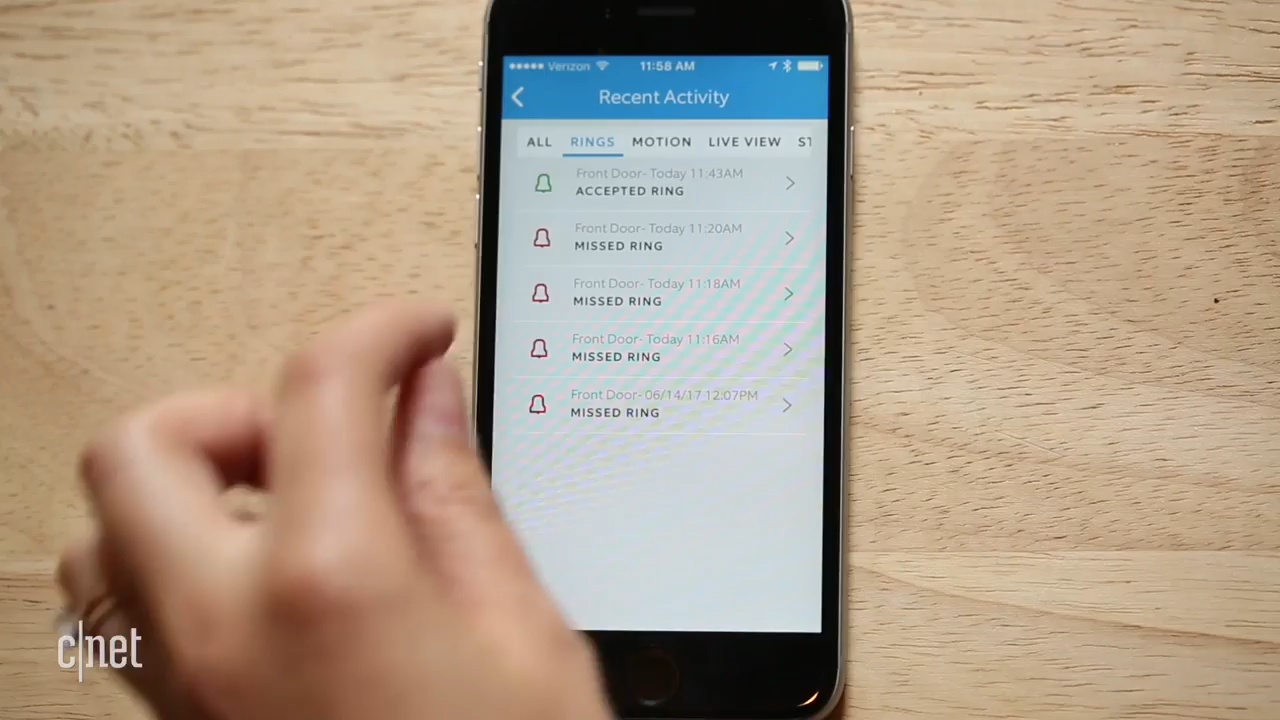 Verizon 11:58 AM
Recent Activity
ALL RINGS MOTION LIVE VIEW ST
Front Door- Today 11:43AM
ACCEPTED RING
Front Door- Today 11:20AM
MISSED RING
Front Door- Today 11:18AM
MISSED RING
Front Door- Today 11:16AM
MISSED RING
Front Door- 06/14/17 12:07PM
MISSED RING
c|net